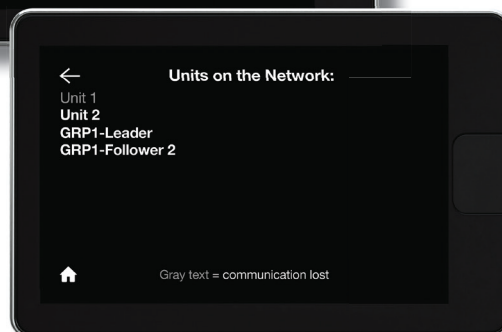 Units on the Network:
Unit 1
Unit 2
GRP1-Leader
GRP1-Follower 2
Gray text = communication lost